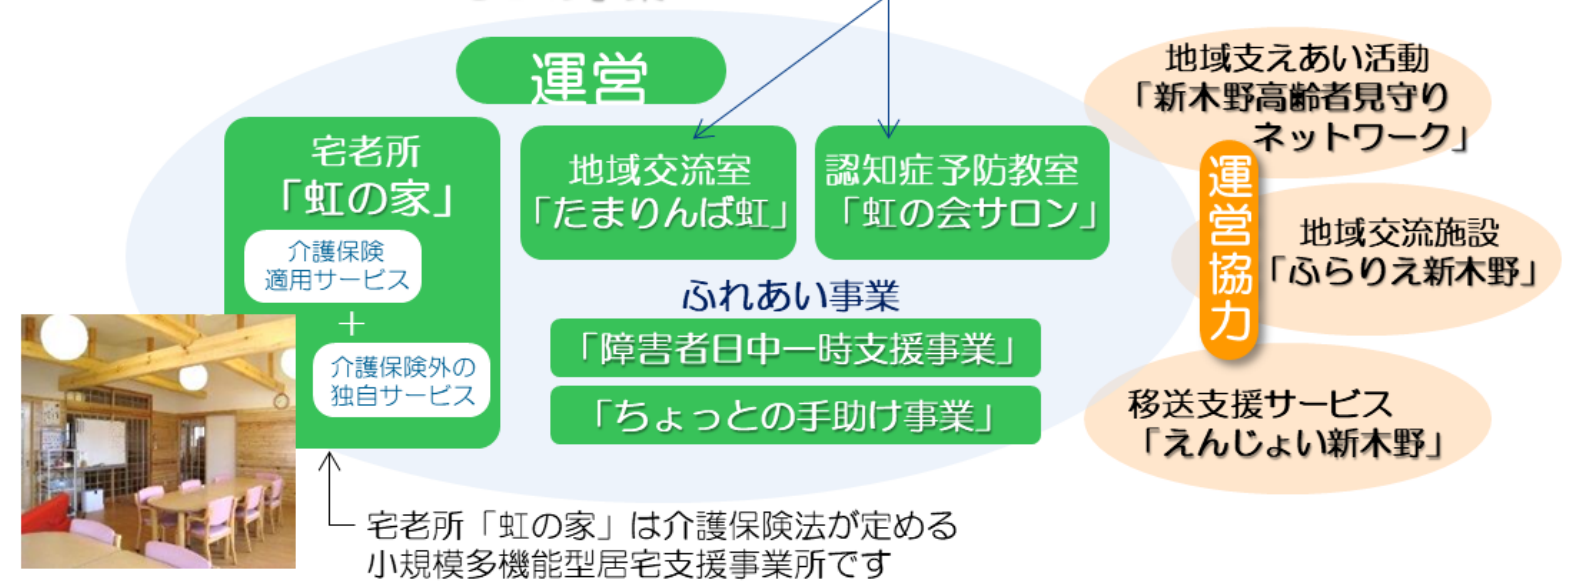 運営
宅老所
「虹の家」
介護保険
適用サービス
＋
介護保険外の
独自サービス
地域交流室
「たまりんば虹」
認知症予防教室
「虹の会サロン」
ふれあい事業
「障害者日中一時支援事業」
「ちょっとの手助け事業」
宅老所「虹の家」は介護保険法が定める
小規模多機能型居宅支援事業所です
運営協力
地域支えあい活動
「新木野高齢者見守り
ネットワーク」
地域交流施設
「ふらりえ新木野」
移送支援サービス
「えんじょい新木野」